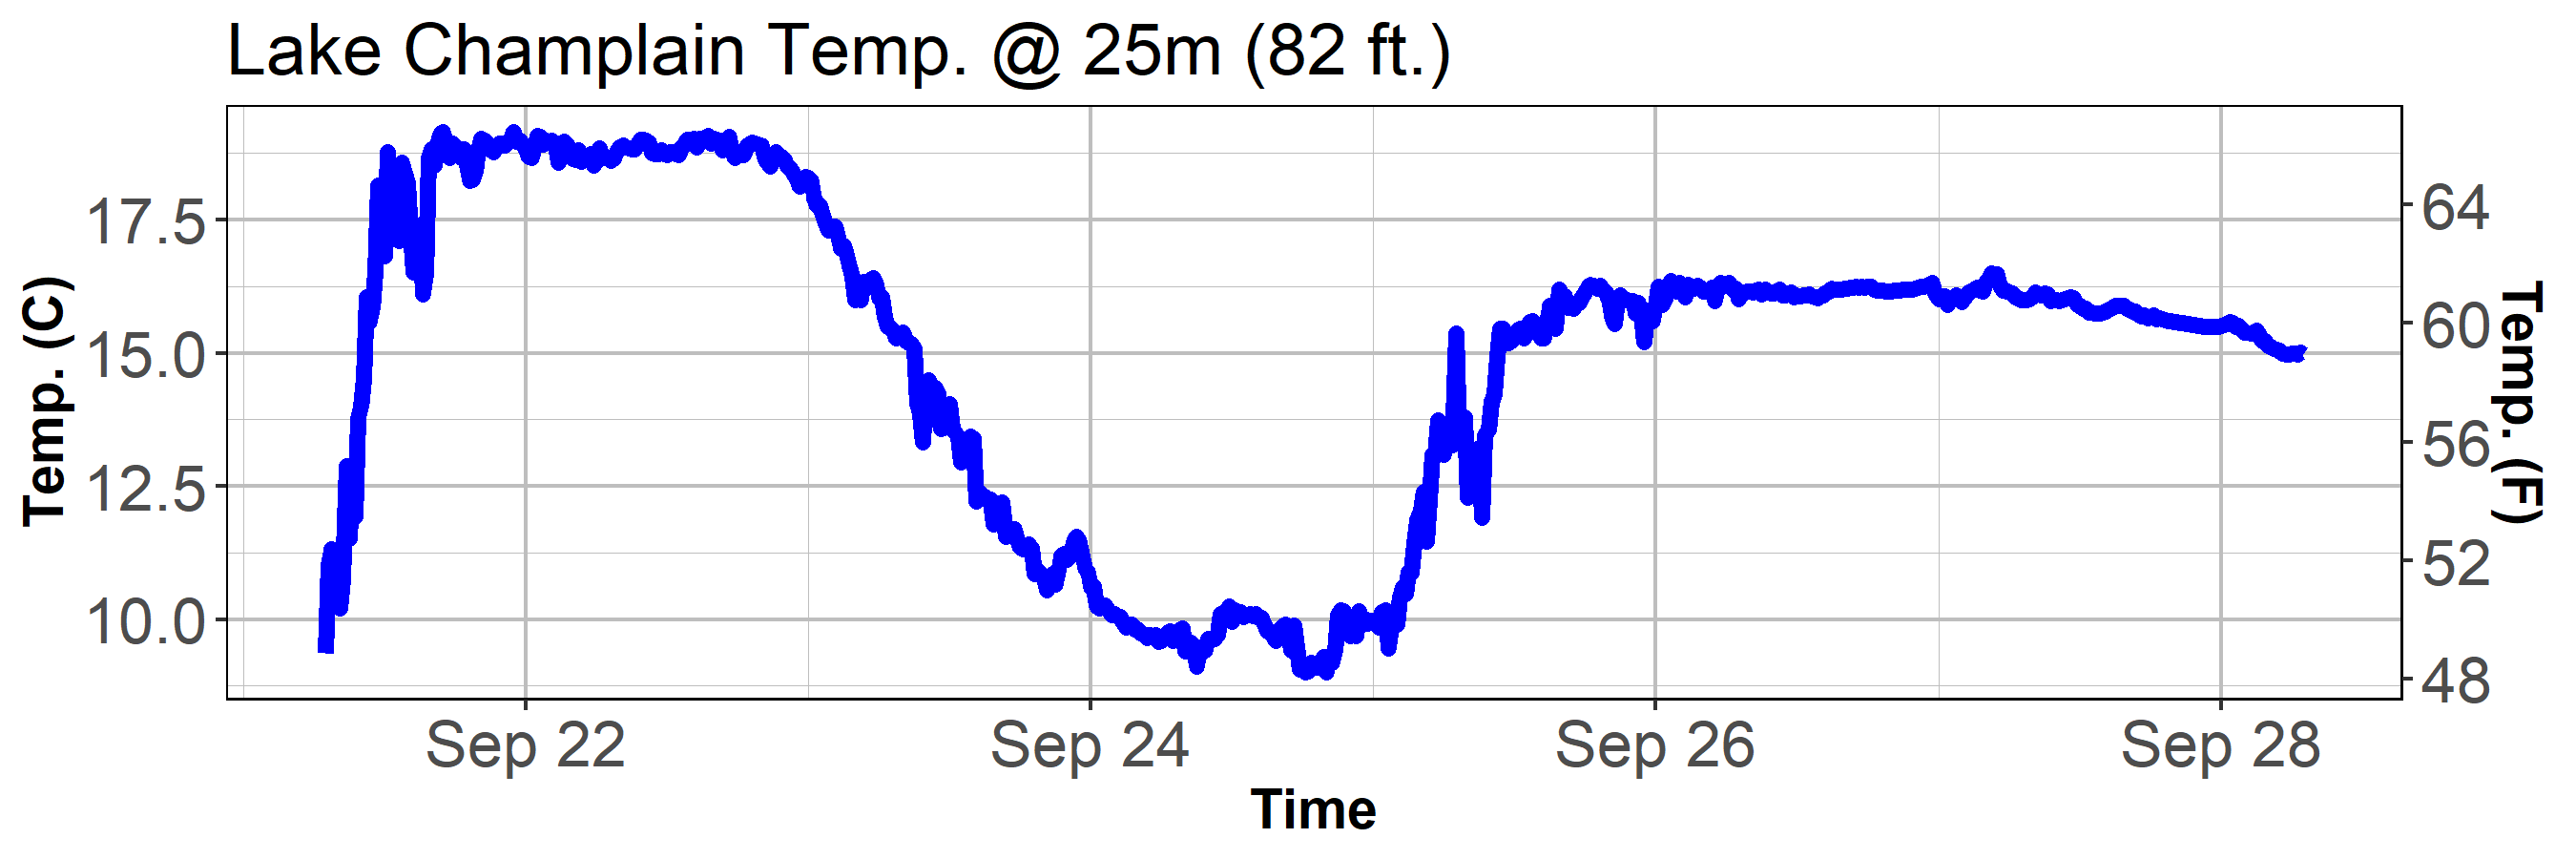 Lake Champlain Temp. @ 25m (82 ft.)
Temp. (C)
17.5
15.0
12.5
10.0
64
60
56
52
48
Temp. (F)
Sep 22
Sep 24
Sep 26
Sep 28
Time